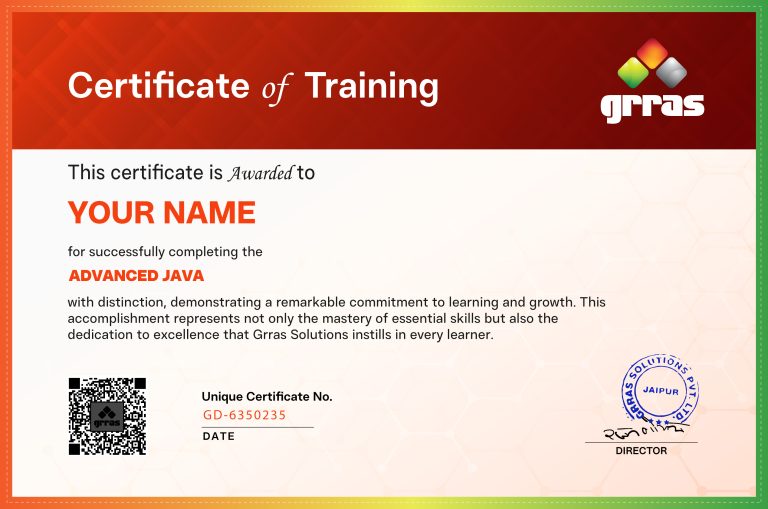 Certificate of Training
grras
This certificate is Awarded to
YOUR NAME
for successfully completing the
ADVANCED JAVA
with distinction, demonstrating a remarkable commitment to learning and growth. This
accomplishment represents not only the mastery of essential skills but also the
dedication to excellence that Grras Solutions instills in every learner.
grras
Unique Certificate No.
GD-6350235
DATE
GRRAS SOLUTIONS PVT. LTD.
JAIPUR
DIRECTOR